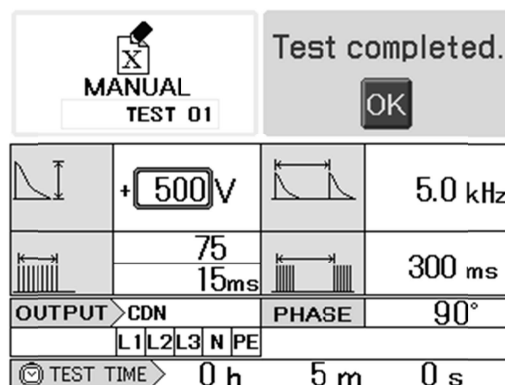 X
MANUAL
TEST 01
Test completed.
OK
+ 500 V
5.0 kHz
75
15ms
300 ms
OUTPUT CDN
PHASE 90°
L1 L2 L3 N PE
TEST TIME 0 h 5 m 0 s